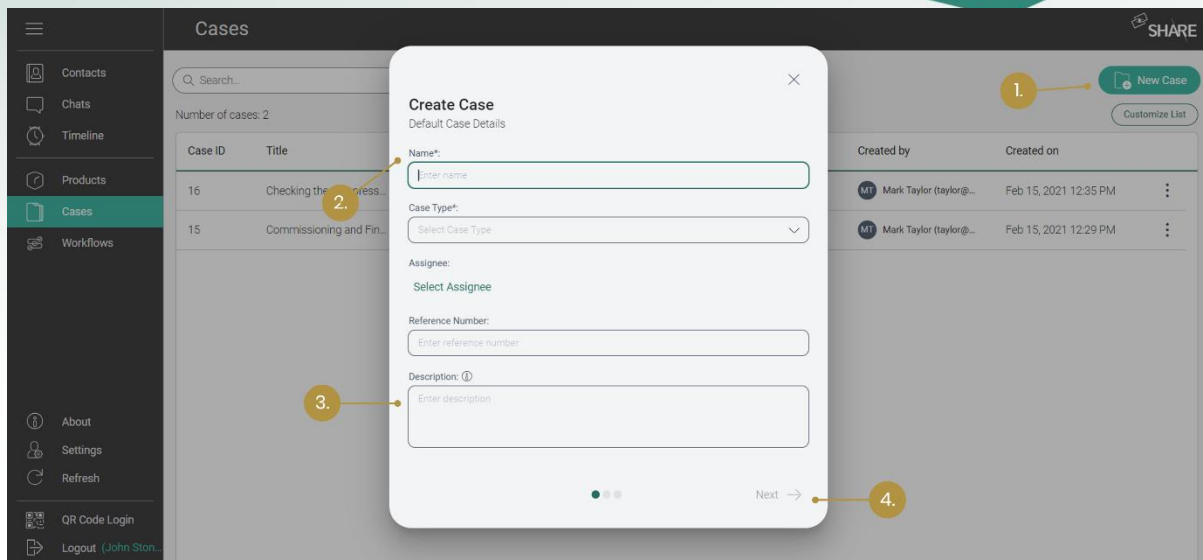 Cases
SHARE
Contacts
Chats
Timeline
Products
Cases
Workflows
About
Settings
Refresh
QR Code Login
Logout (John Ston...
Search...
Number of cases: 2
1.
New Case
Customize List
Case ID Title Created by Created on
16 Checking the ...press... MT Mark Taylor (taylor@... Feb 15, 2021 12:35 PM
15 Commissioning and Fin... MT Mark Taylor (taylor@... Feb 15, 2021 12:29 PM
Create Case
Default Case Details
Name*:
Enter name
2.
Case Type*:
Select Case Type
Assignee:
Select Assignee
Reference Number:
Enter reference number
Description:
3.
Enter description
Next
4.